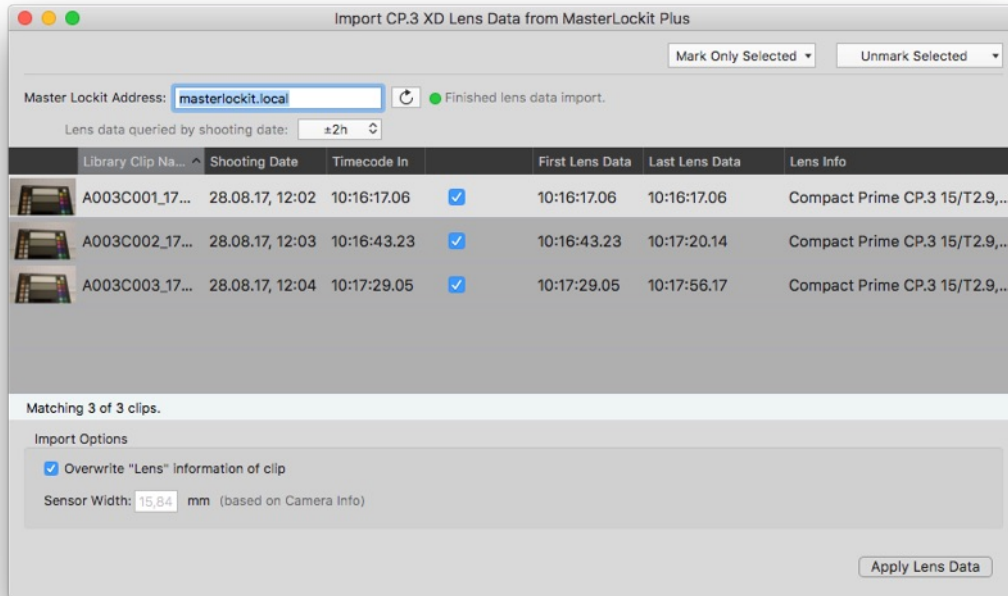 Import CP.3 XD Lens Data from MasterLockit Plus
Mark Only Selected Unmark Selected
Master Lockit Address: masterlockit.local Finished lens data import.
Lens data queried by shooting date: ±2h
Library Clip Na... Shooting Date Timecode In First Lens Data Last Lens Data Lens Info
A003C001_17... 28.08.17, 12:02 10:16:17.06 10:16:17.06 10:16:17.06 Compact Prime CP.3 15/T2.9,...
A003C002_17... 28.08.17, 12:03 10:16:43.23 10:16:43.23 10:17:20.14 Compact Prime CP.3 15/T2.9,...
A003C003_17... 28.08.17, 12:04 10:17:29.05 10:17:29.05 10:17:56.17 Compact Prime CP.3 15/T2.9,...
Matching 3 of 3 clips.
Import Options
Overwrite "Lens" information of clip
Sensor Width: 15,84 mm (based on Camera Info)
Apply Lens Data